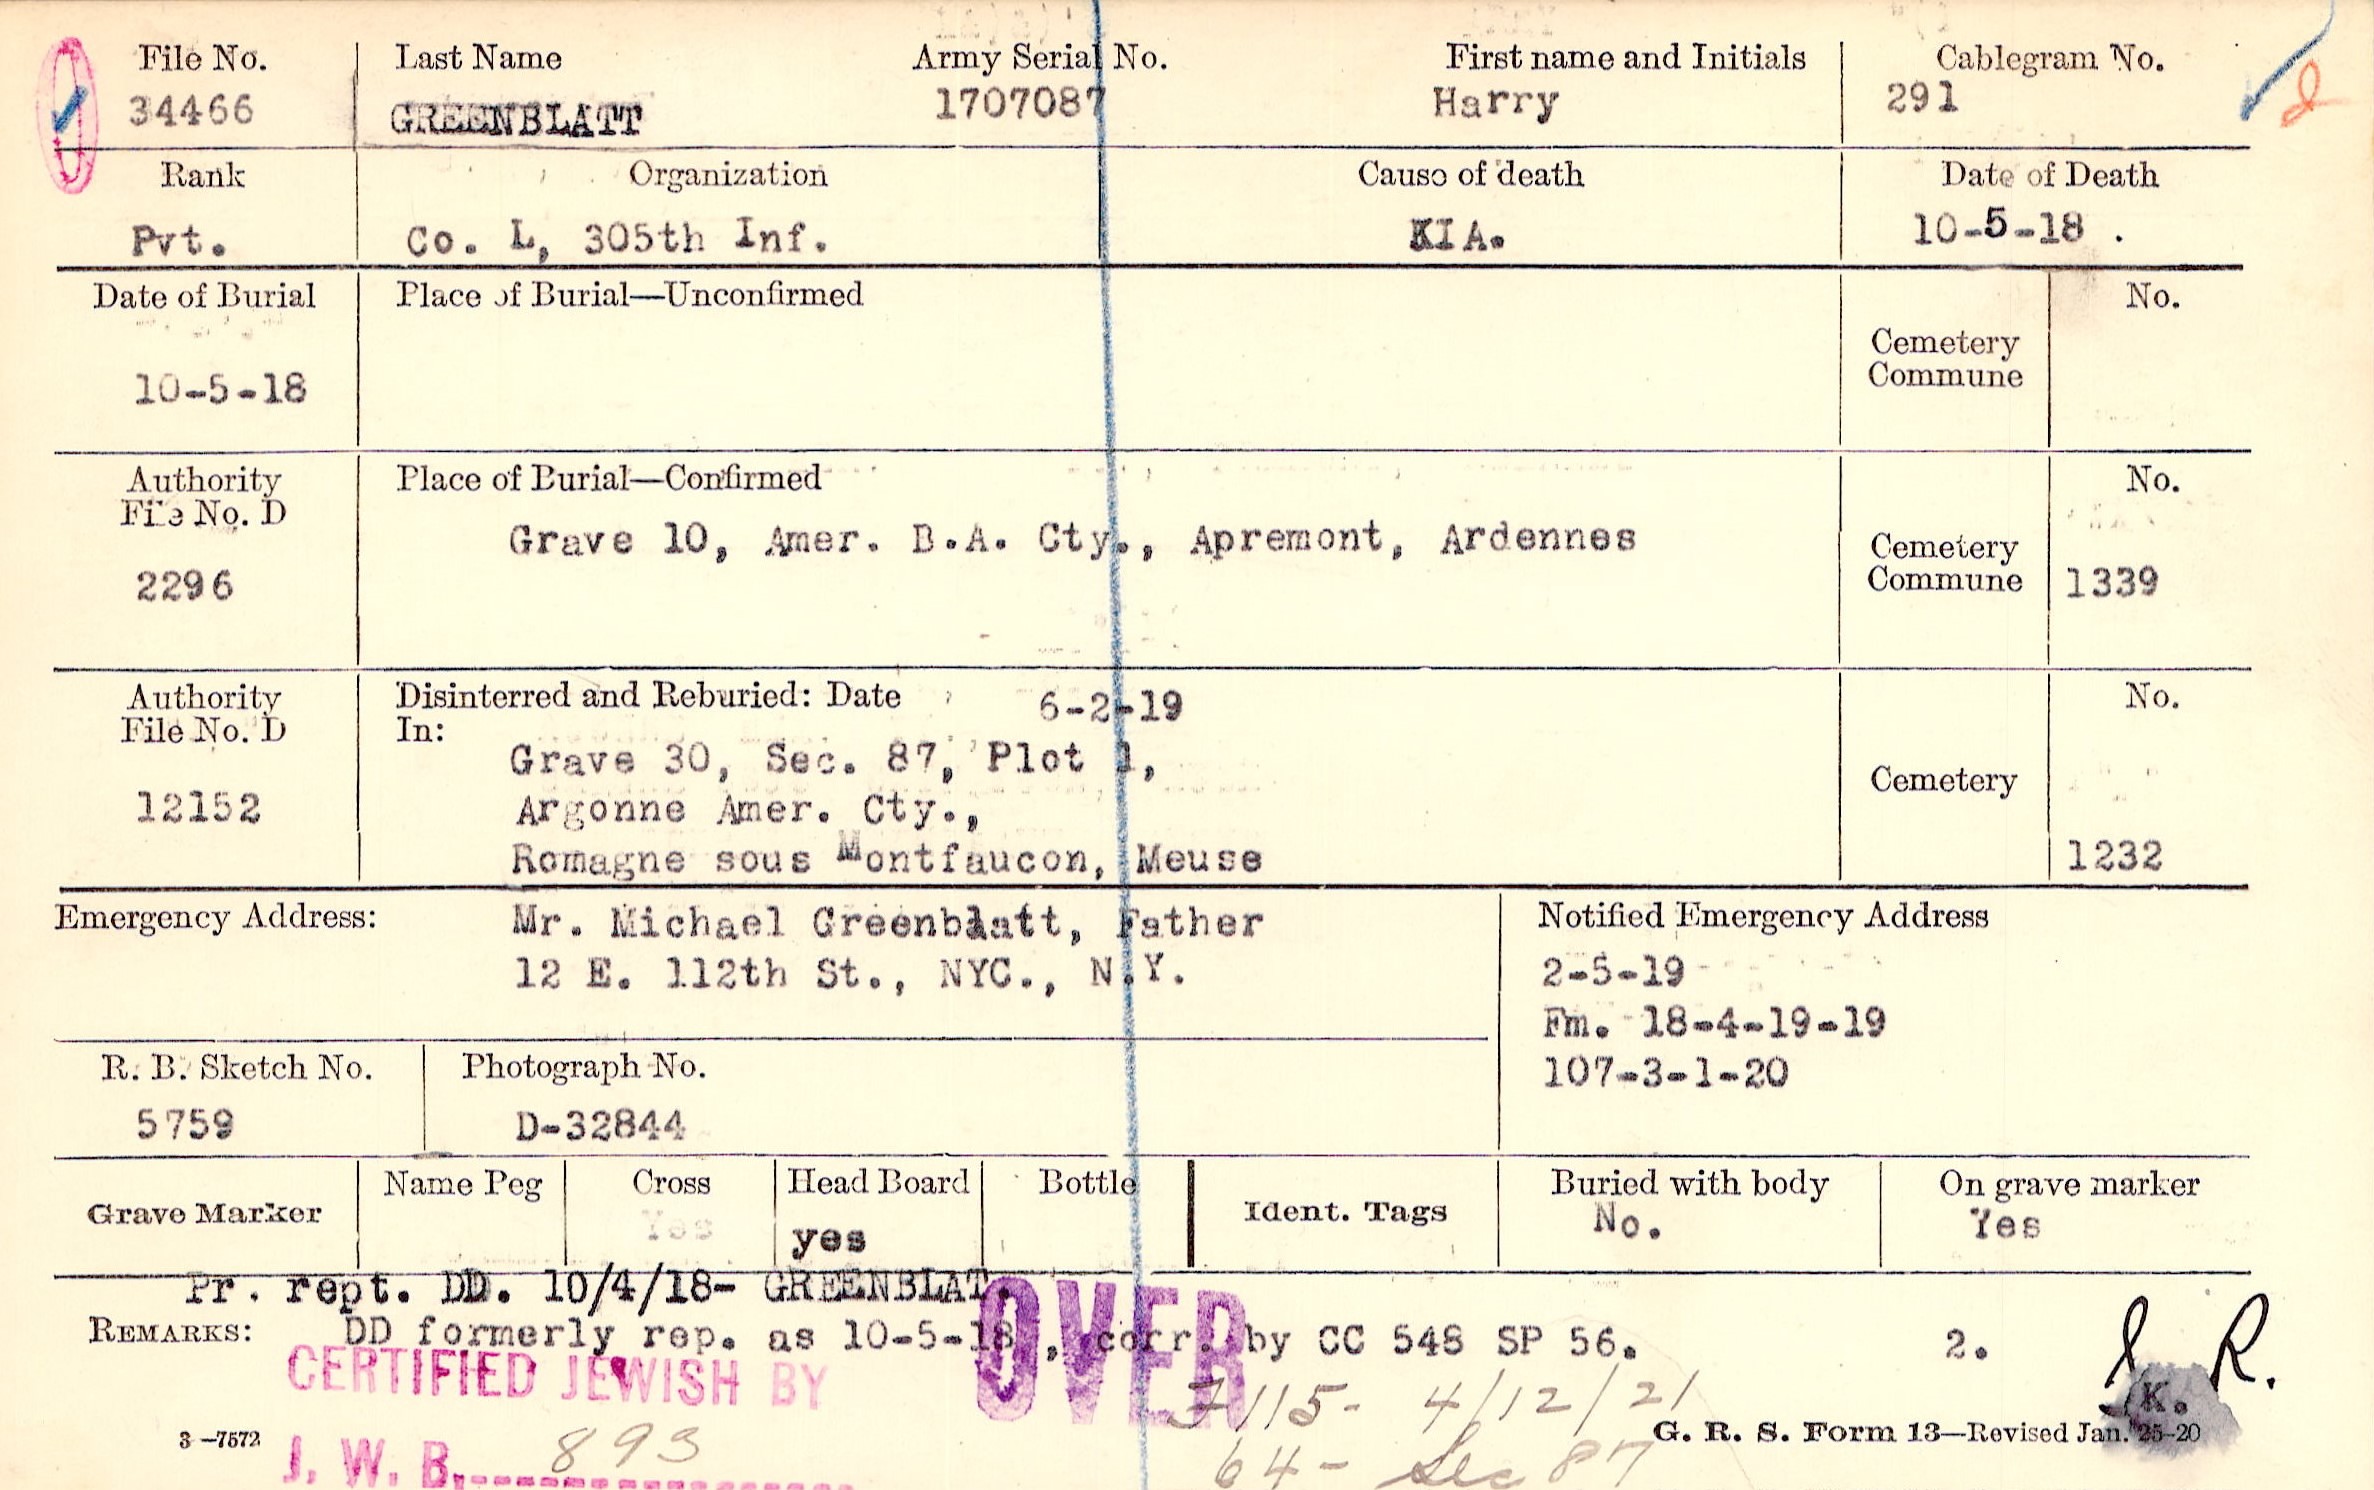 File No. Last Name Army Serial No. First name and Initials Cablegram No.
34466 GREENBLATT 1707087 Harry 291
Rank Organization Cause of death Date of Death
Pvt. Co. L, 305th Inf. KIA. 10-5-18 .
Date of Burial Place of Burial—Unconfirmed No.
10-5-18 Cemetery
Commune
Authority Place of Burial—Confirmed No.
File No. D
2296 Grave 10, Amer. B.A. Cty., Apremont, Ardennes Cemetery
Commune 1339
Authority Disinterred and Reburied: Date 6-2-19 No.
File No. D In:
12152 Grave 30, Sec. 87, Plot 1,
Argonne Amer. Cty., Cemetery
Romagne sous Montfaucon, Meuse 1232
Emergency Address: Mr. Michael Greenblatt, Father Notified Emergency Address
12 E. 112th St., NYC., N.Y. 2-5-19
Fm. 18-4-19-19
107-3-1-20
R. B. Sketch No. Photograph No.
5759 D-32844
Grave Marker Name Peg Cross Head Board Bottle Ident. Tags Buried with body On grave marker
Yes yes No. Yes
Pr. rept. DD. 10/4/18- GREENBLAT.
REMARKS: DD formerly rep. as 10-5-18, corr. by CC 548 SP 56. 2.
OVER
CERTIFIED JEWISH BY
J. W. B. 893
7115- 4/12/21
64- Sec 87
R.
K.
3—7572 G. R. S. Form 13—Revised Jan. 25-20